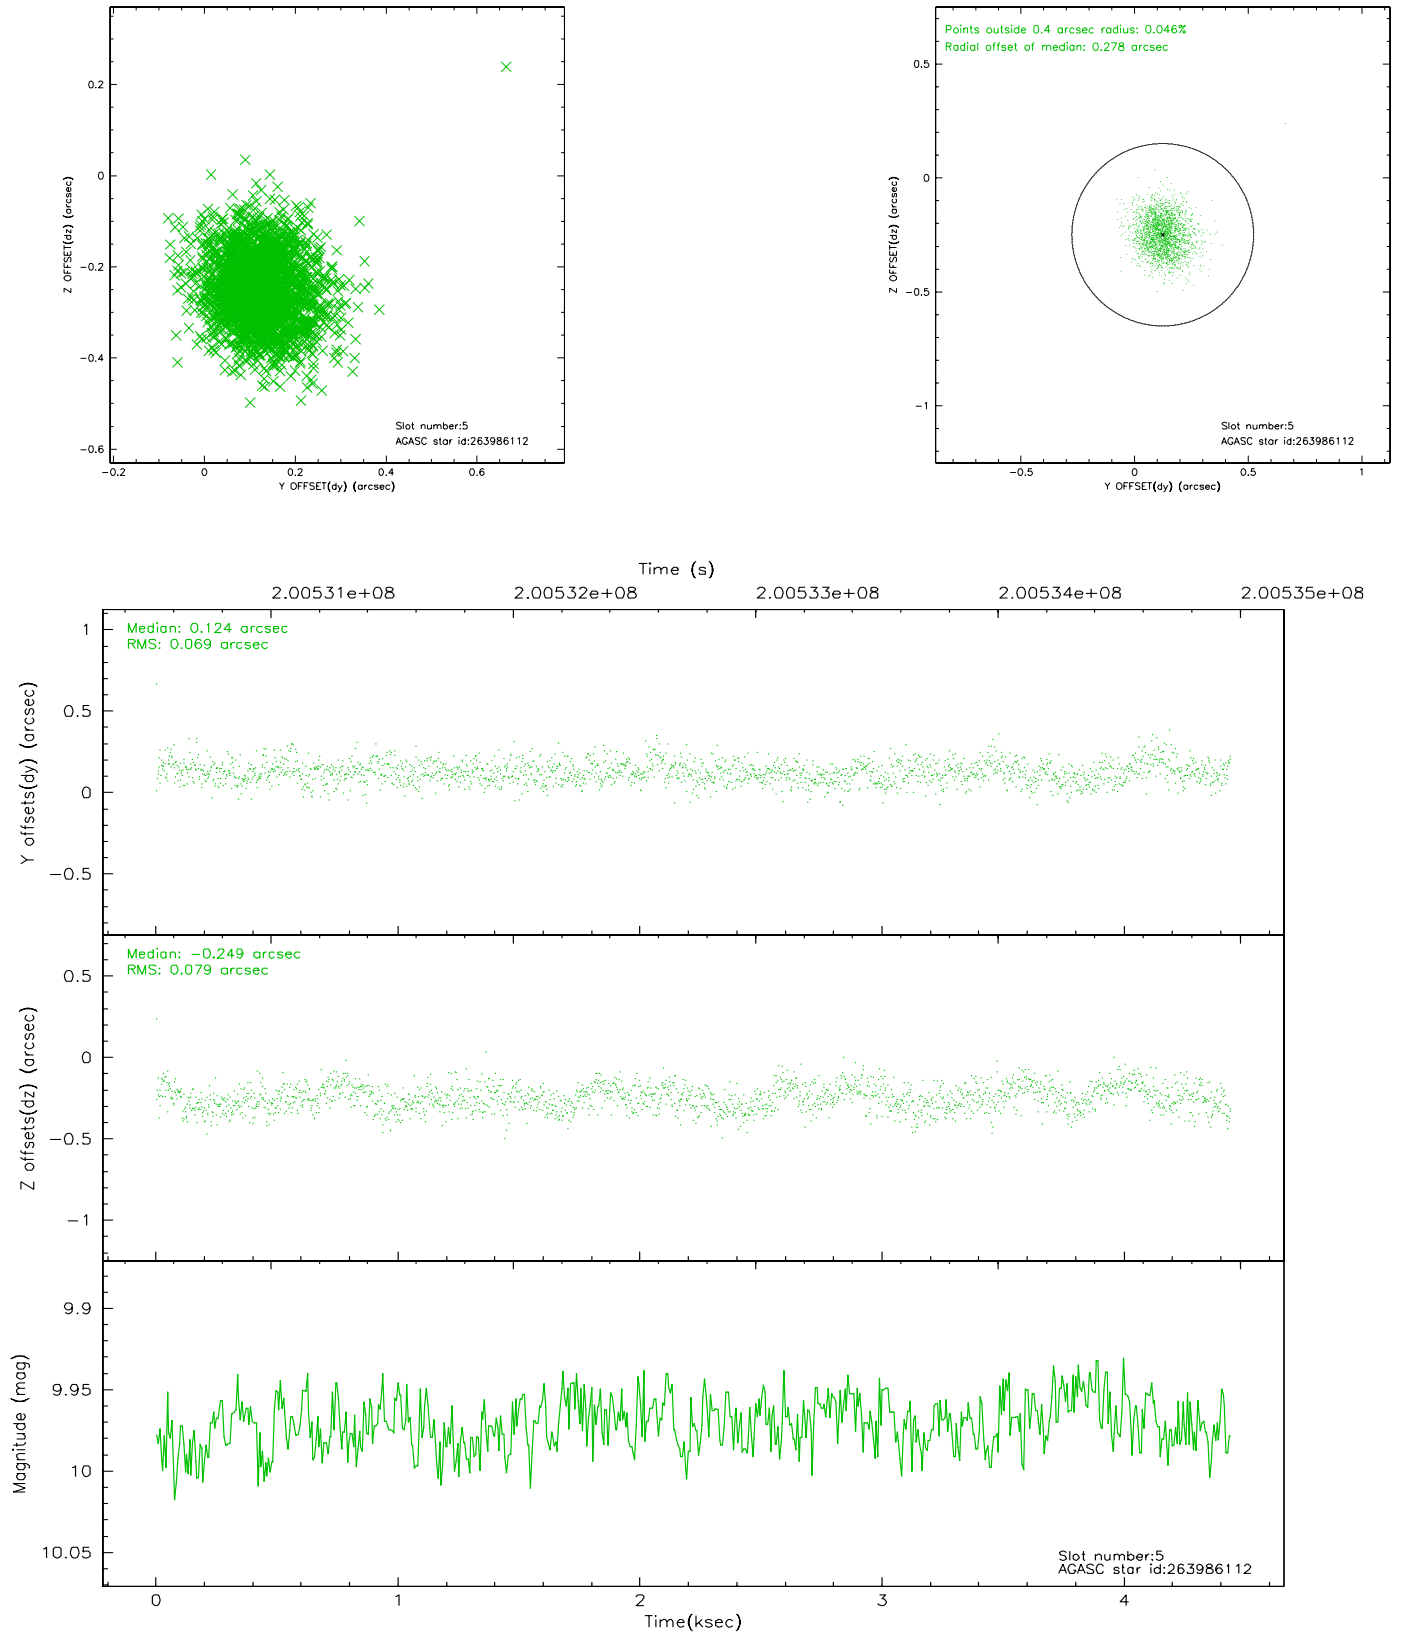 0.2
0
−0.2
−0.4
−0.6
Z OFFSET(dz) (arcsec)
Slot number:5
AGASC star id:263986112
−0.2 0 0.2 0.4 0.6
Y OFFSET(dy) (arcsec)
Points outside 0.4 arcsec radius: 0.046%
Radial offset of median: 0.278 arcsec
0.5
0
−0.5
−1
Z OFFSET(dz) (arcsec)
Slot number:5
AGASC star id:263986112
−0.5 0 0.5 1
Y OFFSET(dy) (arcsec)
Time (s)
2.00531e+08 2.00532e+08 2.00533e+08 2.00534e+08 2.00535e+08
Median: 0.124 arcsec
RMS: 0.069 arcsec
1
0.5
0
−0.5
Y offsets(dy) (arcsec)
Median: −0.249 arcsec
RMS: 0.079 arcsec
0.5
0
−0.5
−1
Z offsets(dz) (arcsec)
9.9
9.95
10
10.05
Magnitude (mag)
Slot number:5
AGASC star id:263986112
0 1 2 3 4
Time(ksec)